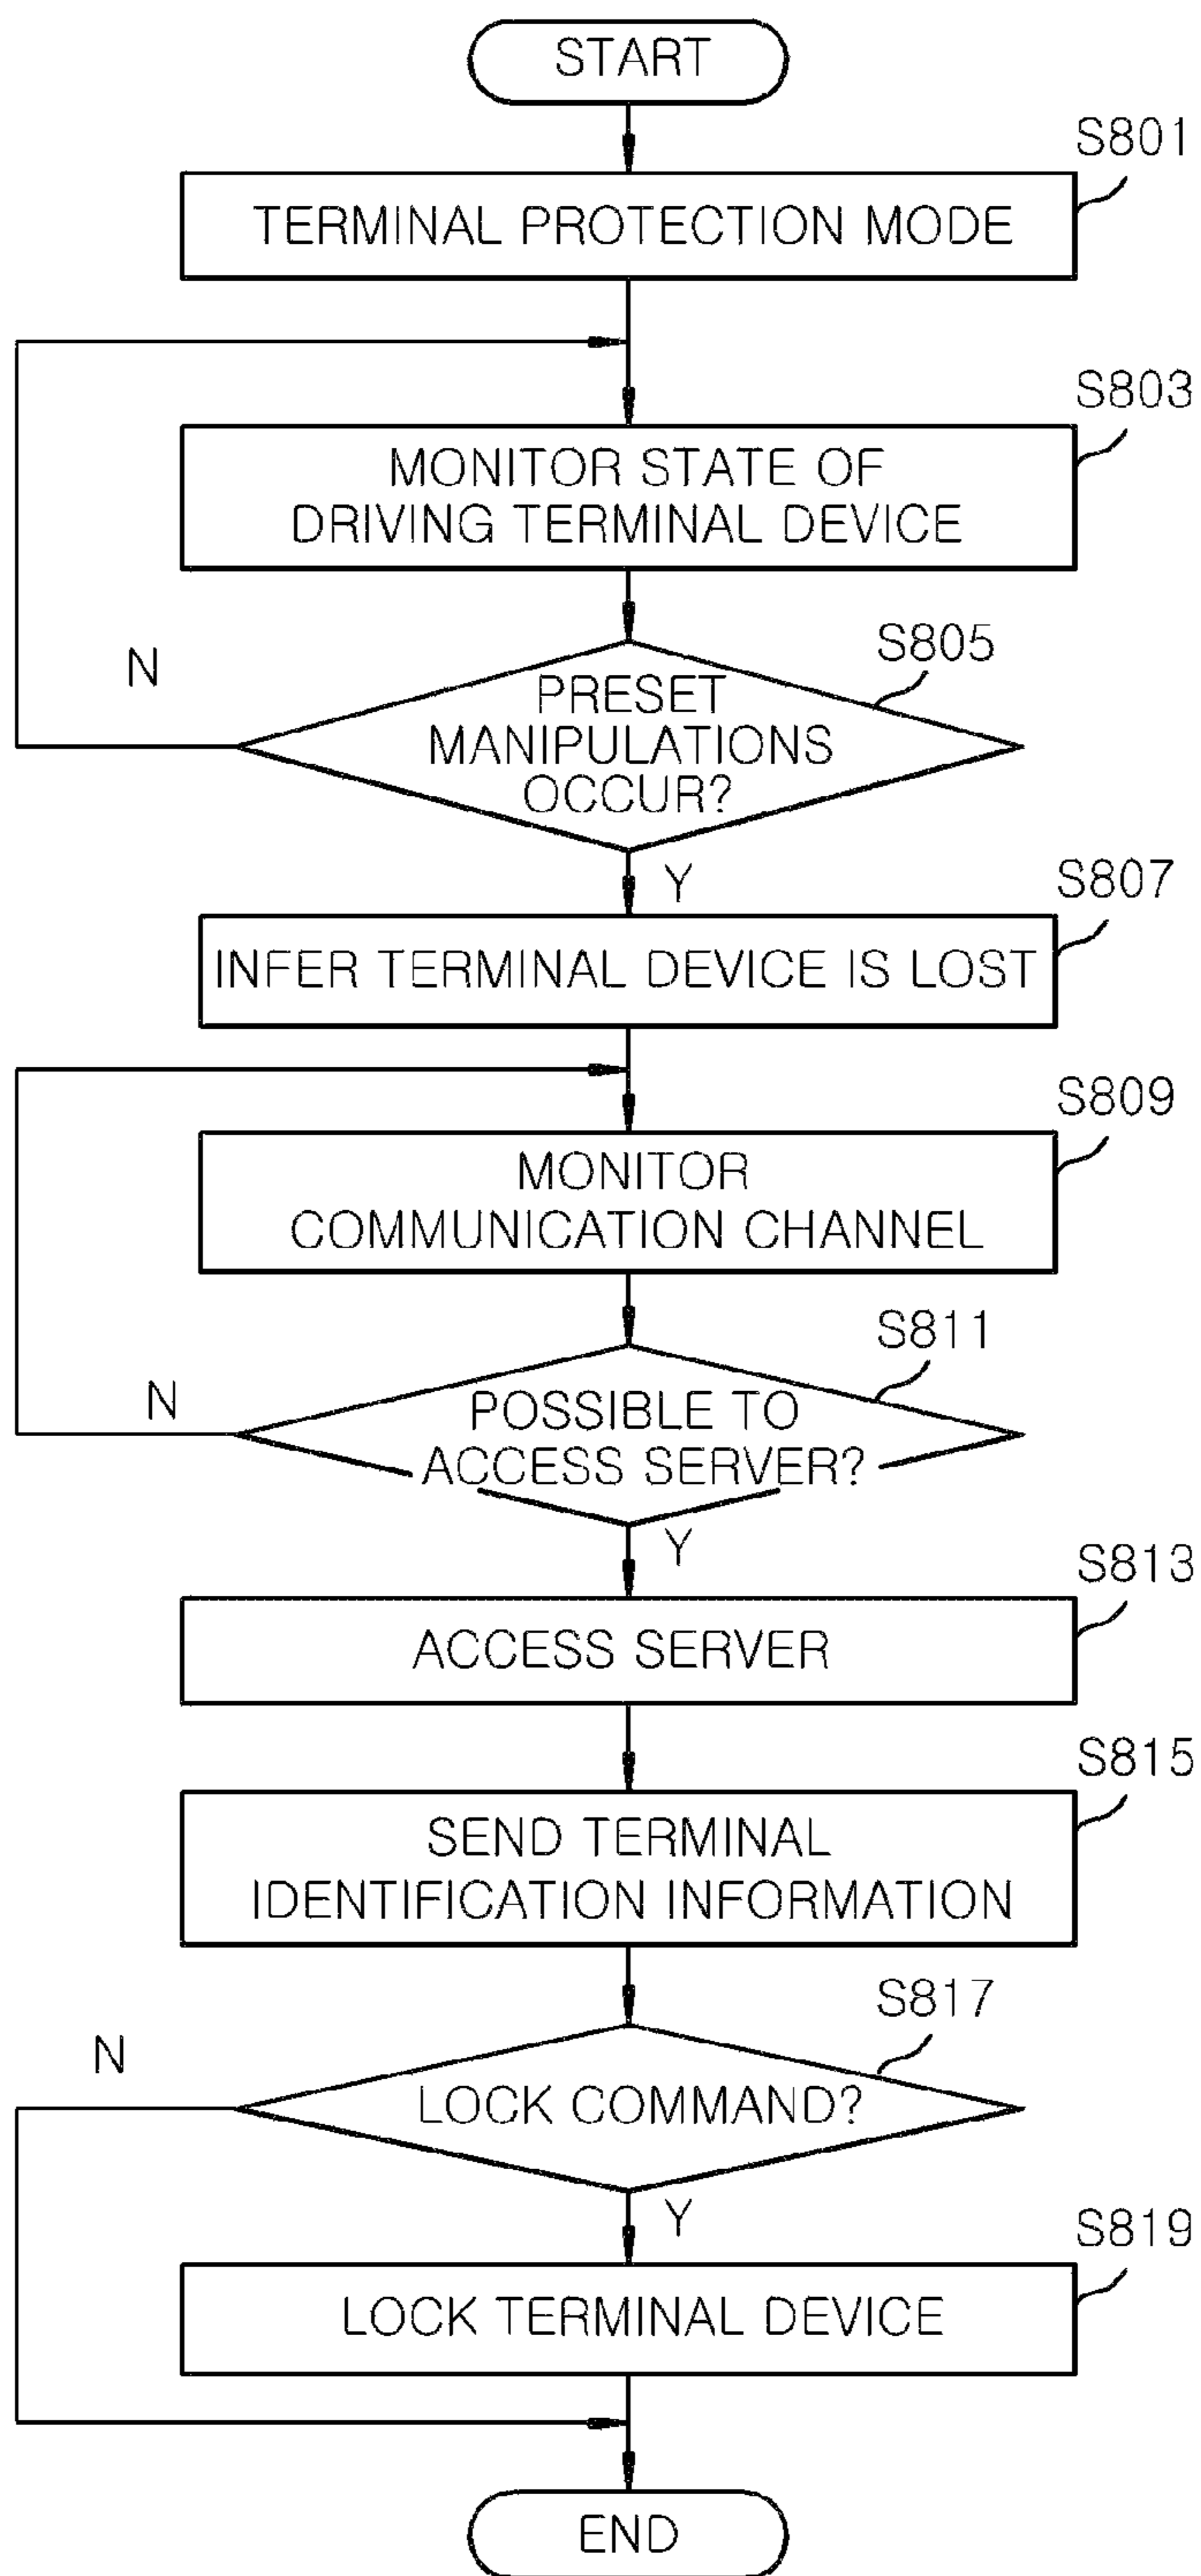 START
S801
TERMINAL PROTECTION MODE
S803
MONITOR STATE OF
DRIVING TERMINAL DEVICE
S805
N
PRESET
MANIPULATIONS
OCCUR?
Y
S807
INFER TERMINAL DEVICE IS LOST
S809
MONITOR
COMMUNICATION CHANNEL
S811
N
POSSIBLE TO
ACCESS SERVER?
Y
S813
ACCESS SERVER
S815
SEND TERMINAL
IDENTIFICATION INFORMATION
S817
N
LOCK COMMAND?
Y
S819
LOCK TERMINAL DEVICE
END